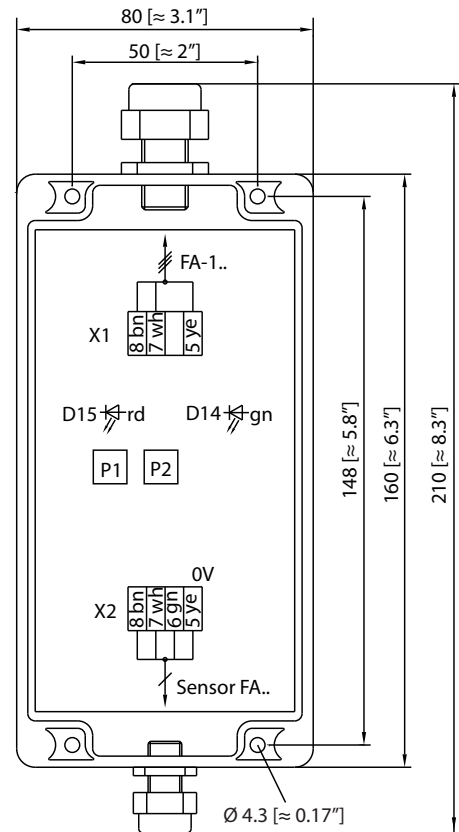 80 [≈ 3.1”]
50 [≈ 2”]
FA-1..
X1
8 bn
7 wh
5 ye
D15 rd
D14 gn
P1
P2
148 [≈ 5.8”]
160 [≈ 6.3”]
210 [≈ 8.3”]
0V
X2
8 bn
7 wh
6 gn
5 ye
Sensor FA..
Ø 4.3 [≈ 0.17”]